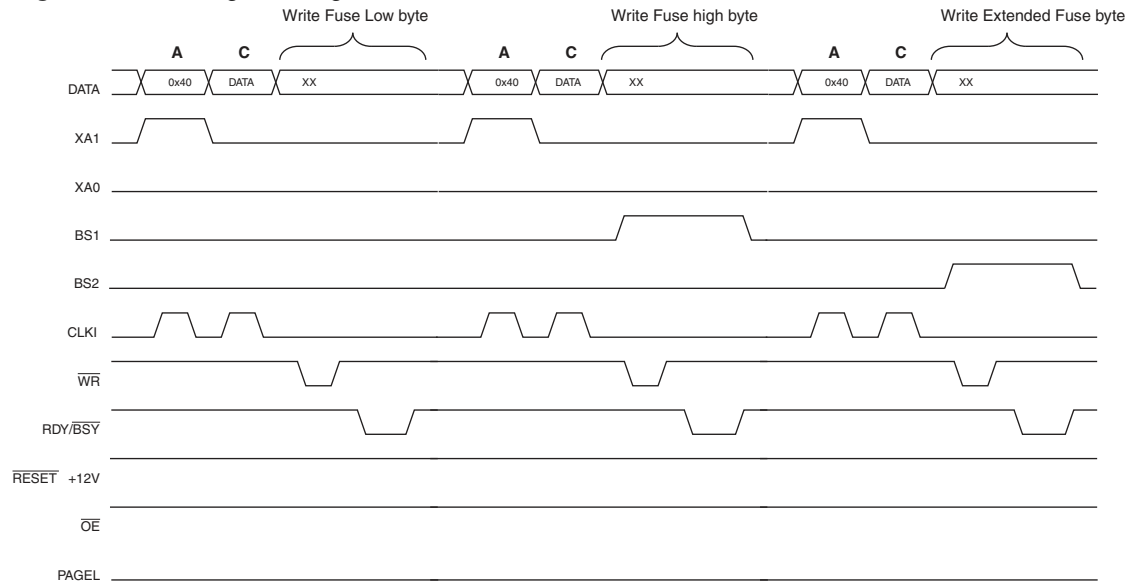 Write Fuse Low byte Write Fuse high byte Write Extended Fuse byte
A C A C A C
DATA 0x40 DATA XX 0x40 DATA XX 0x40 DATA XX
XA1
XA0
BS1
BS2
CLKI
WR
RDY/BSY
RESET +12V
OE
PAGEL